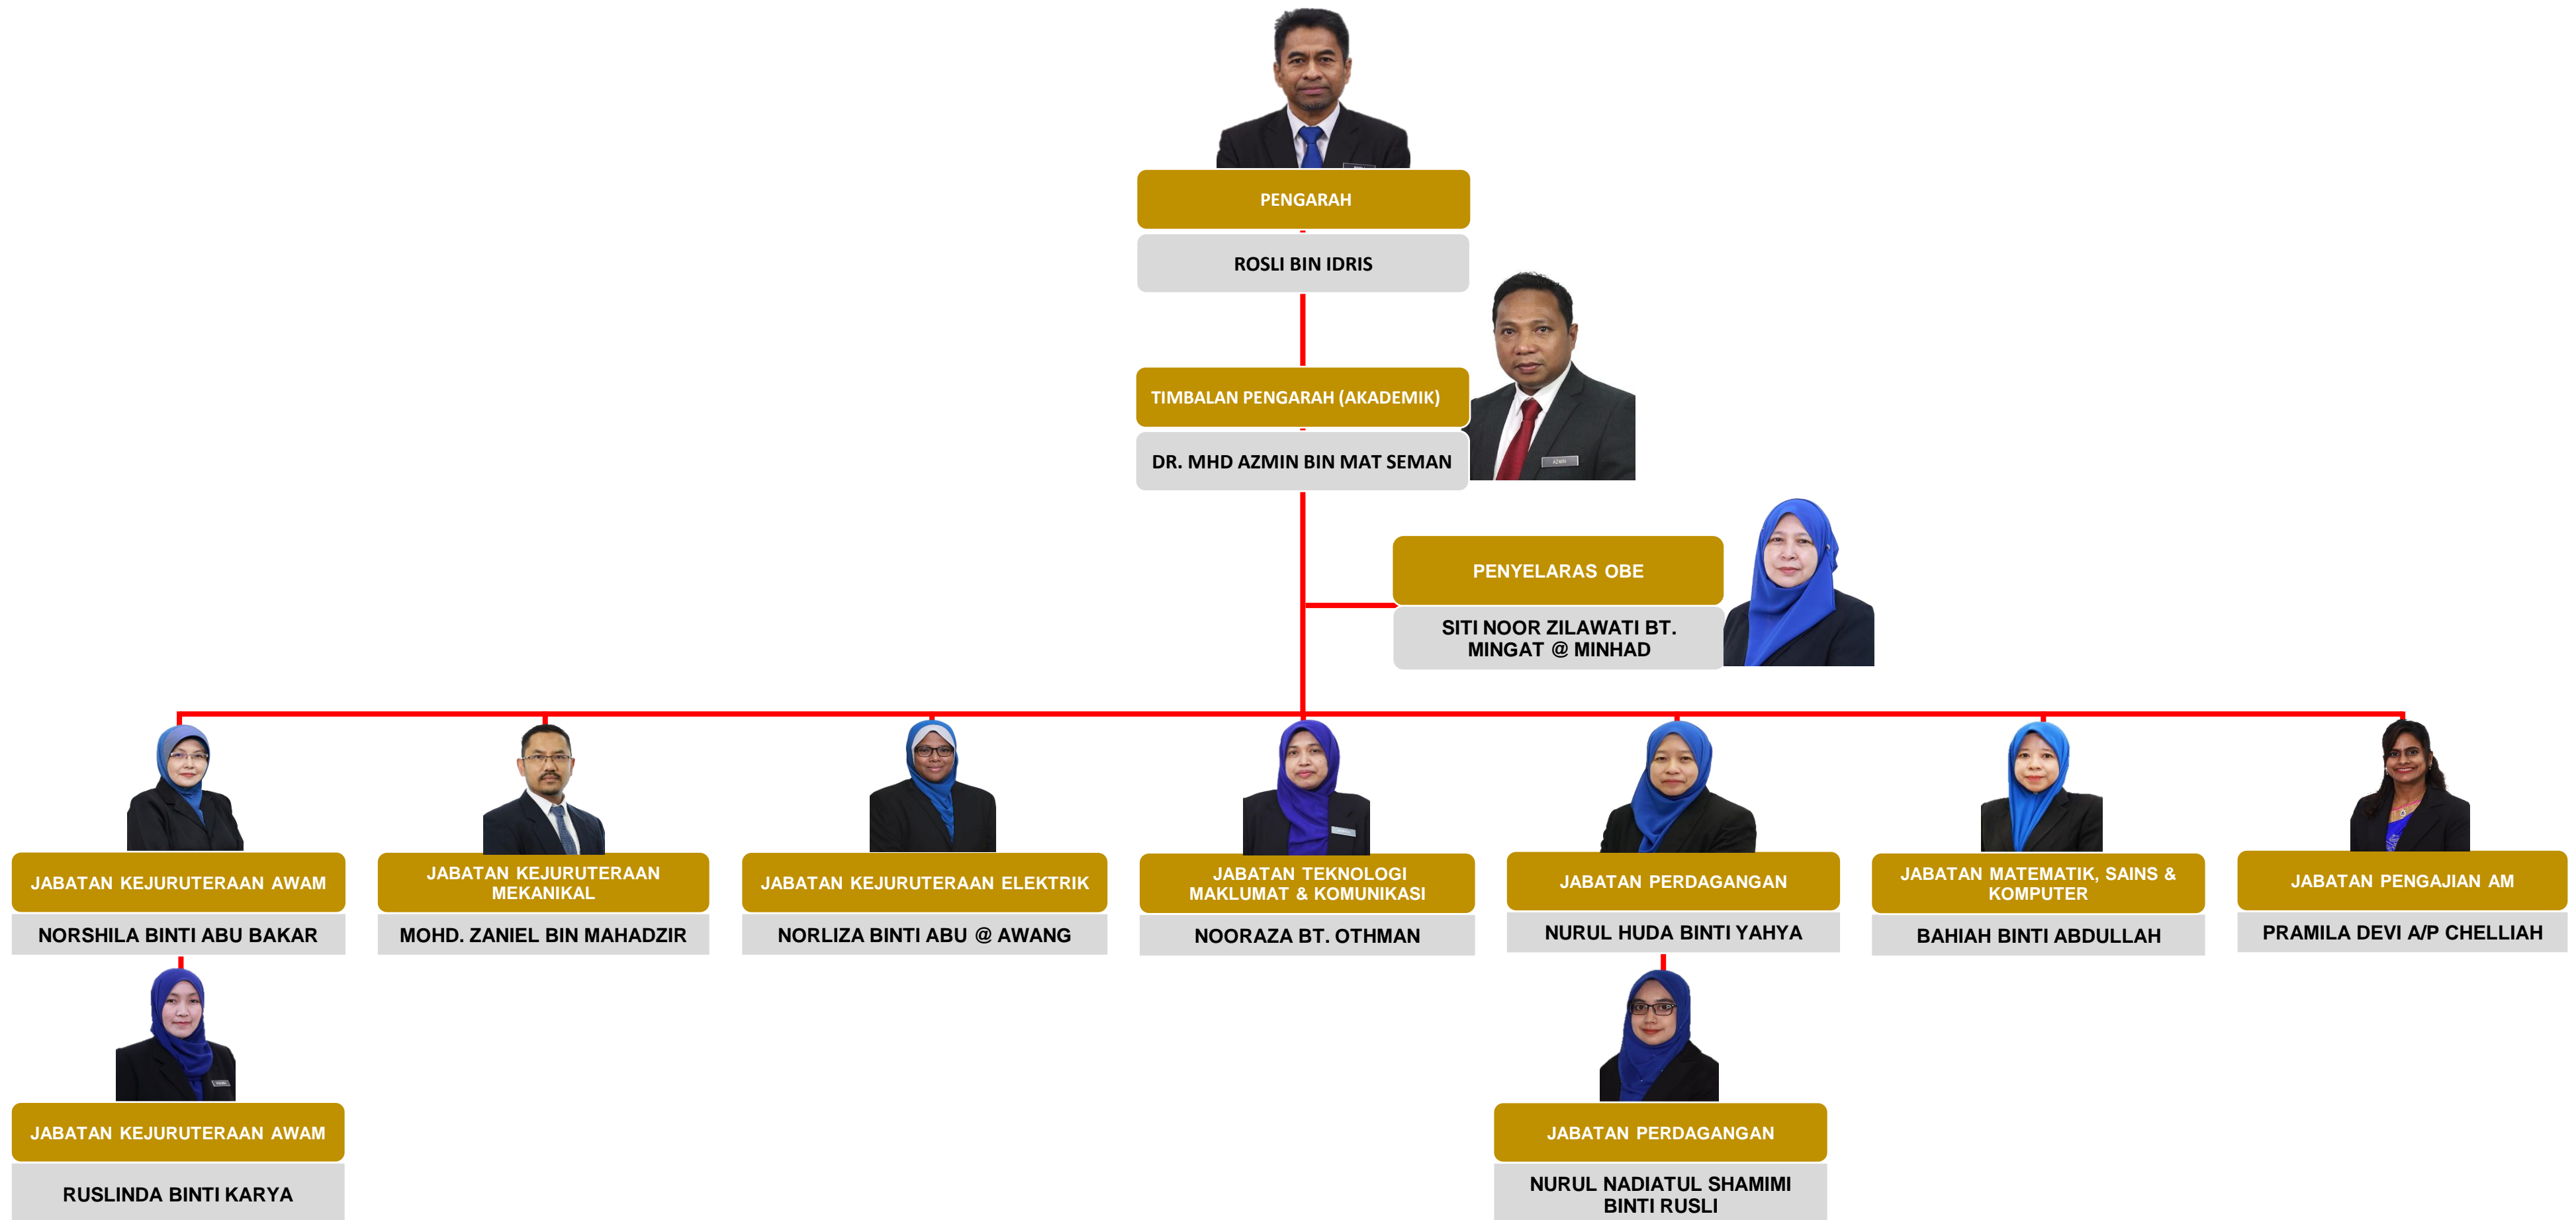 PENGARAH
ROSLI BIN IDRIS
TIMBALAN PENGARAH (AKADEMIK)
DR. MHD AZMIN BIN MAT SEMAN
AZMIN
PENYELARAS OBE
SITI NOOR ZILAWATI BT.
MINGAT @ MINHAD
JABATAN KEJURUTERAAN AWAM
NORSHILA BINTI ABU BAKAR
JABATAN KEJURUTERAAN
MEKANIKAL
MOHD. ZANIEL BIN MAHADZIR
JABATAN KEJURUTERAAN ELEKTRIK
NORLIZA BINTI ABU @ AWANG
JABATAN TEKNOLOGI
MAKLUMAT & KOMUNIKASI
NOORAZA BT. OTHMAN
JABATAN PERDAGANGAN
NURUL HUDA BINTI YAHYA
JABATAN MATEMATIK, SAINS &
KOMPUTER
BAHIAH BINTI ABDULLAH
JABATAN PENGAJIAN AM
PRAMILA DEVI A/P CHELLIAH
JABATAN KEJURUTERAAN AWAM
RUSLINDA BINTI KARYA
JABATAN PERDAGANGAN
NURUL NADIATUL SHAMIMI
BINTI RUSLI